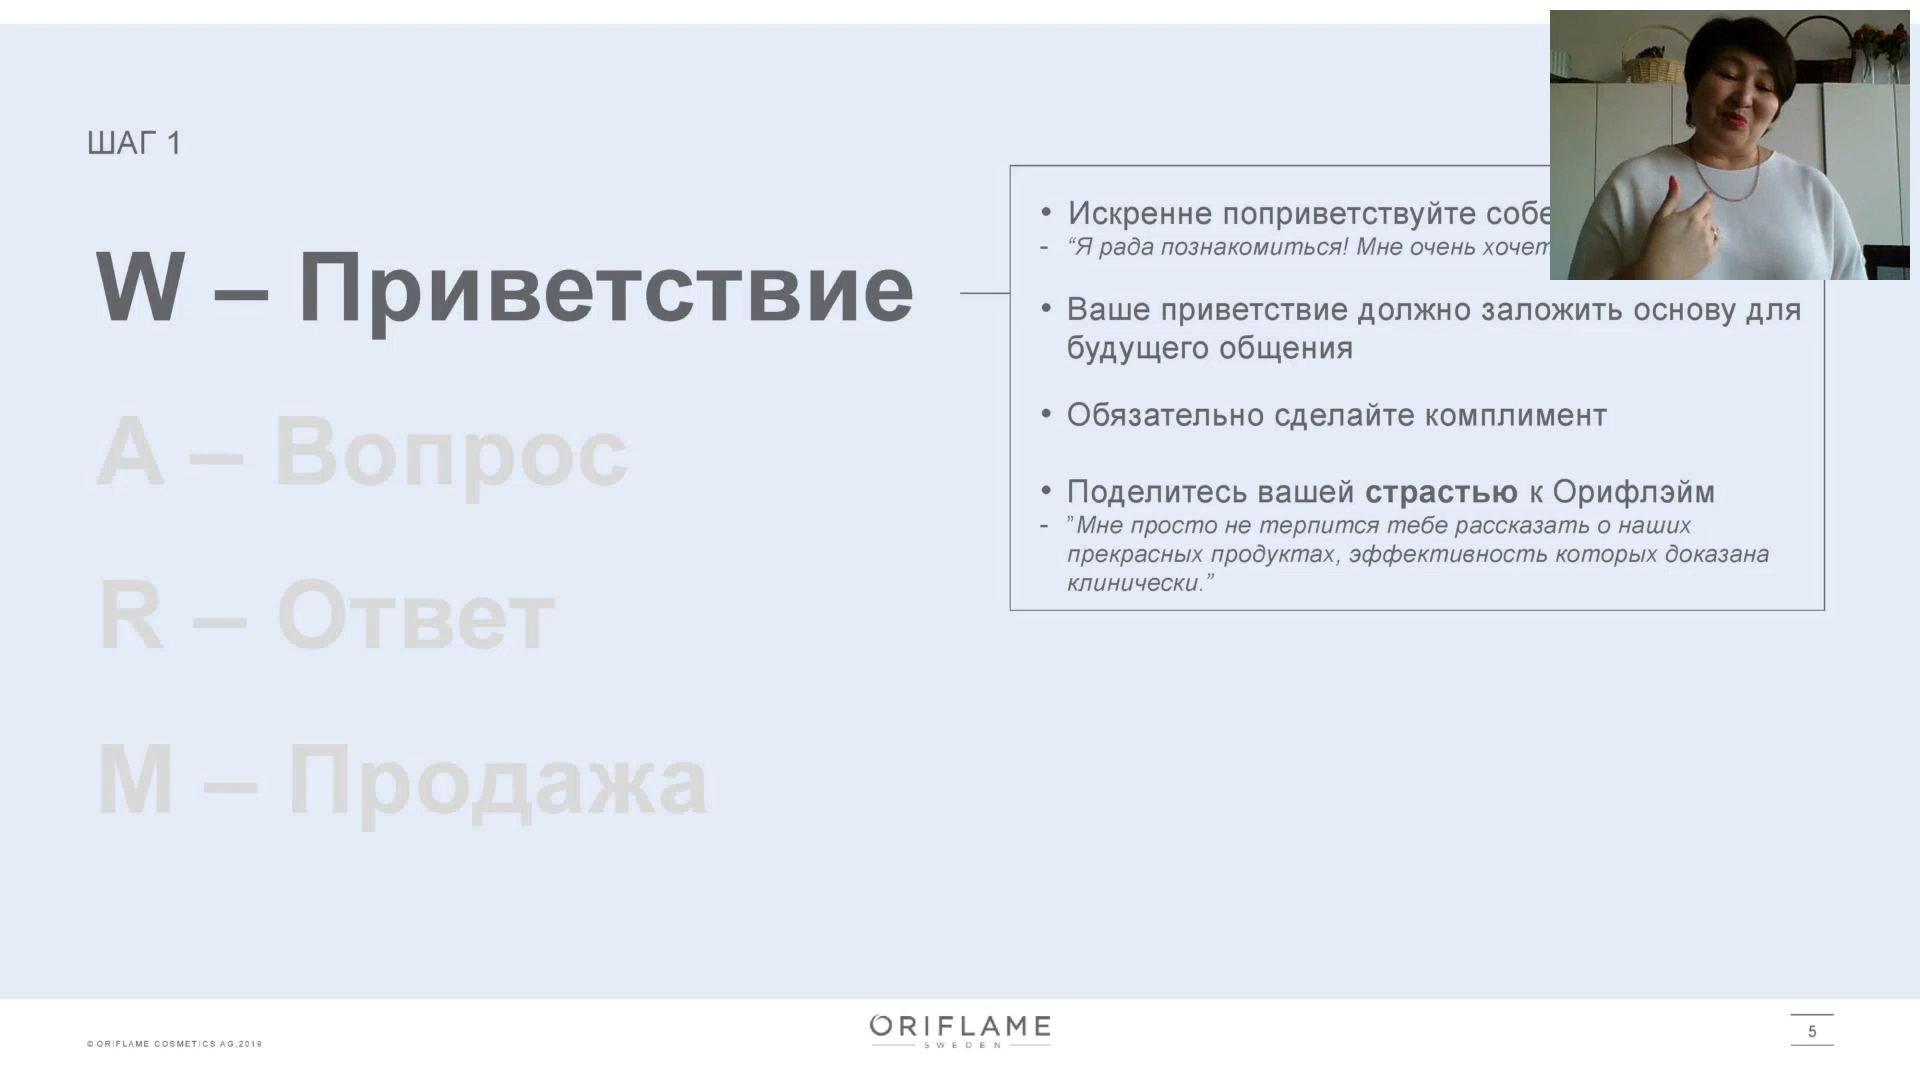 ШАГ 1
W – Приветствие
A – Вопрос
R – Ответ
M – Продажа
• Искренне поприветствуйте
- “Я рада познакомиться! Мне очень
• Ваше приветствие должно заложить основу для
будущего общения
• Обязательно сделайте комплимент
• Поделитесь вашей страстью к Орифлэйм
- ”Мне просто не терпится тебе рассказать о наших
прекрасных продуктах, эффективность которых доказана
клинически.”
© ORIFLAME COSMETICS AG,2019
ORIFLAME
SWEDEN
5